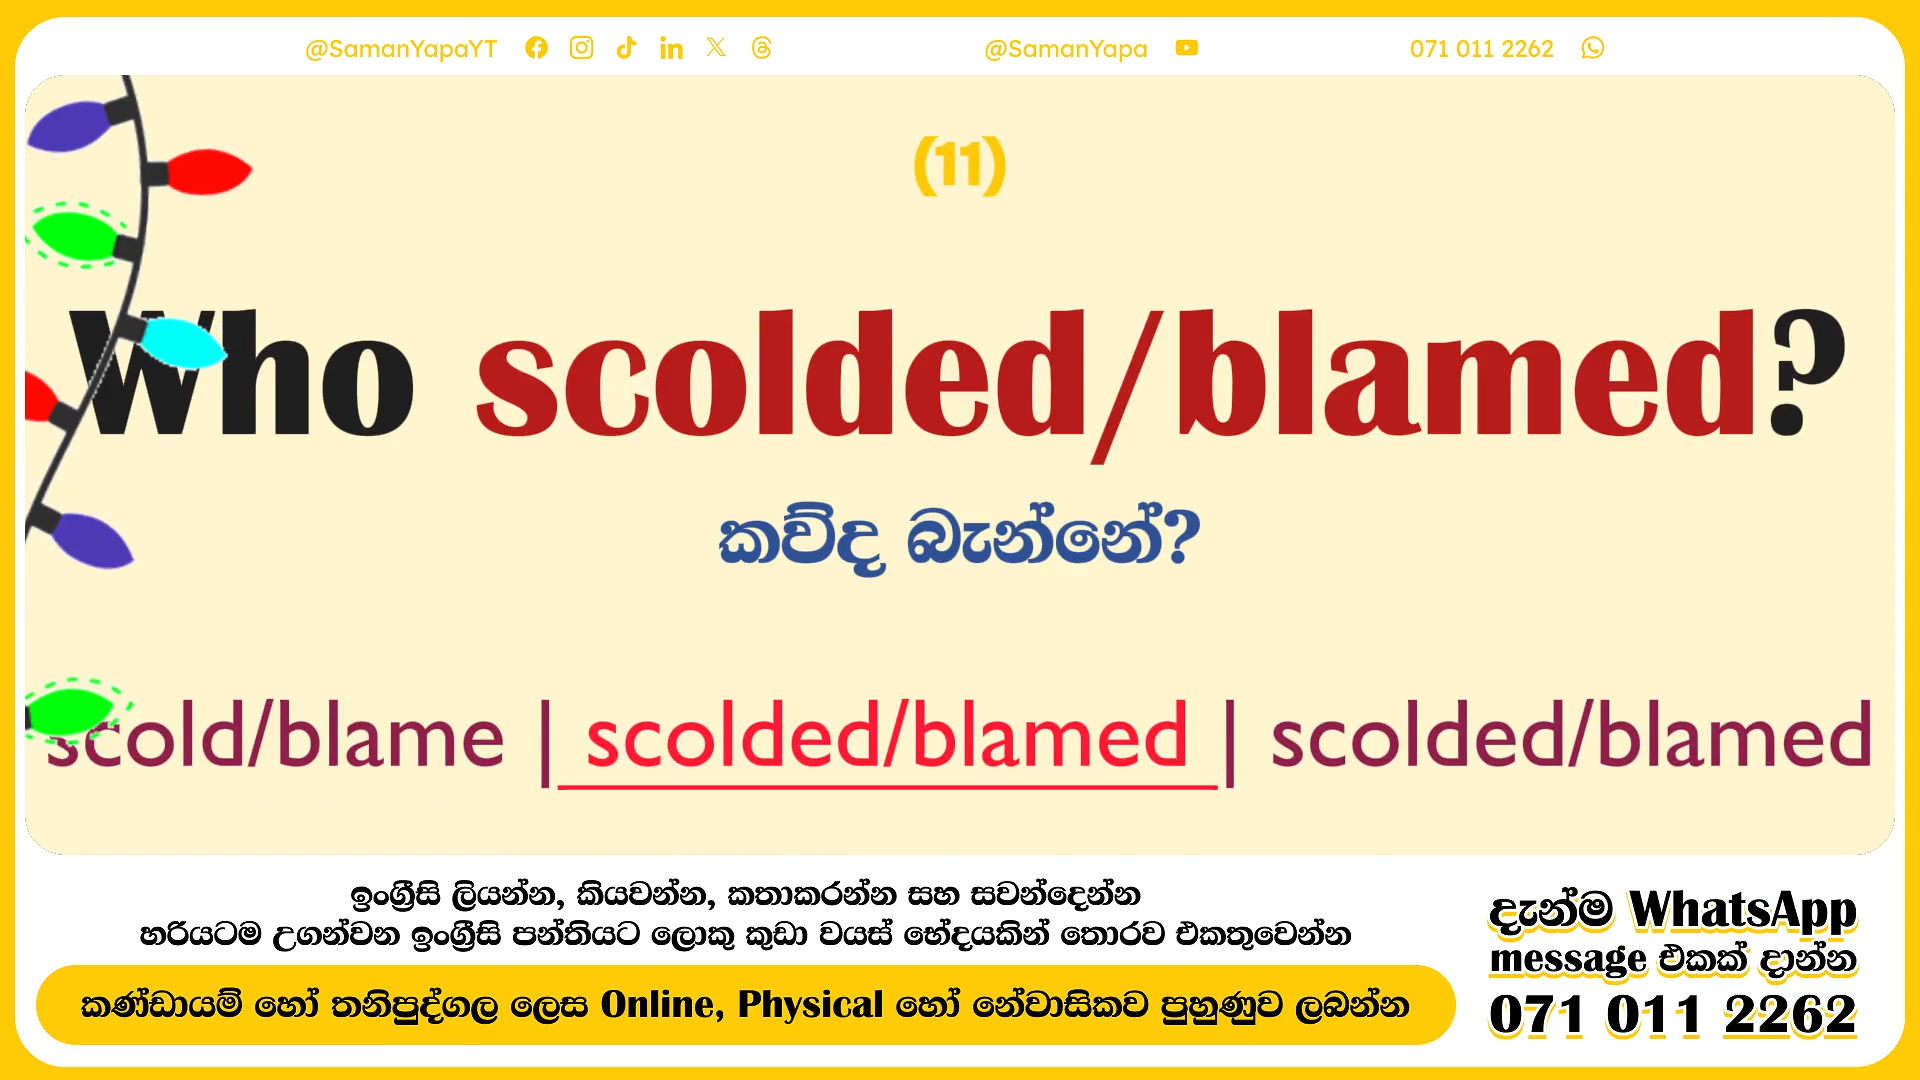 @SamanYapaYT @SamanYapa 071 011 2262
(11)
Who scolded/blamed?
කව්ද බැන්නේ?
scold/blame | scolded/blamed | scolded/blamed
ඉංග්‍රීසි ලියන්න, කියවන්න, කතාකරන්න සහ සවන්දෙන්න
හරියටම උගන්වන ඉංග්‍රීසි පන්තියට ලොකු කුඩා වයස් භේදයකින් තොරව එකතුවෙන්න
කණ්ඩායම් හෝ තනිපුද්ගල ලෙස Online, Physical හෝ නේවාසිකව පුහුණුව ලබන්න
දැන්ම WhatsApp
message එකක් දාන්න
071 011 2262